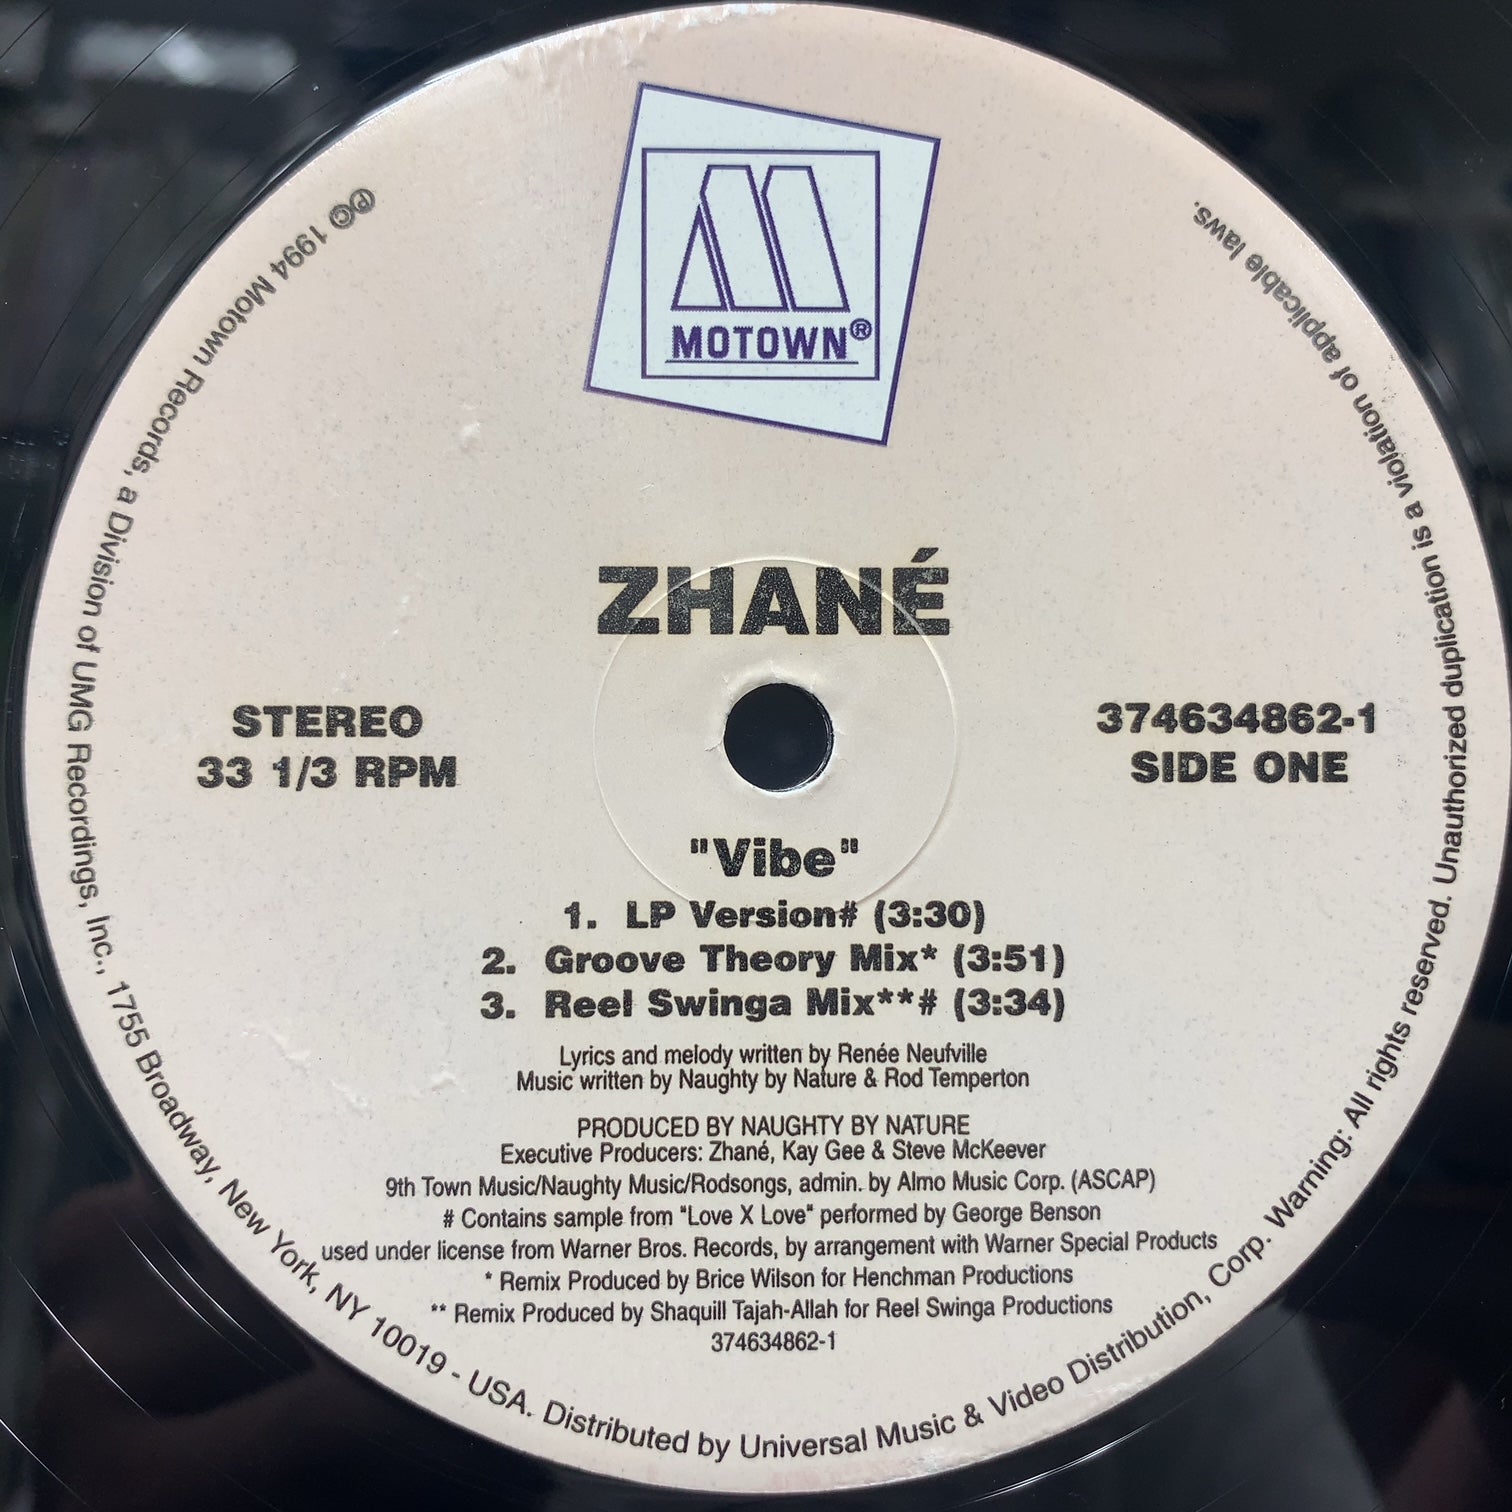 MOTOWN®
ZHANÉ
STEREO
33 1/3 RPM
374634862-1
SIDE ONE
"Vibe"
1. LP Version# (3:30)
2. Groove Theory Mix* (3:51)
3. Reel Swinga Mix**# (3:34)
Lyrics and melody written by Renée Neufville
Music written by Naughty by Nature & Rod Temperton
PRODUCED BY NAUGHTY BY NATURE
Executive Producers: Zhané, Kay Gee & Steve McKeever
9th Town Music/Naughty Music/Rodsongs, admin. by Almo Music Corp. (ASCAP)
# Contains sample from "Love X Love" performed by George Benson
used under license from Warner Bros. Records, by arrangement with Warner Special Products
* Remix Produced by Brice Wilson for Henchman Productions
** Remix Produced by Shaquill Tajah-Allah for Reel Swinga Productions
374634862-1
℗© 1994 Motown Records, a Division of UMG Recordings, Inc., 1755 Broadway, New York, NY 10019 - USA. Distributed by Universal Music & Video Distribution, Corp. Warning: All rights reserved. Unauthorized duplication is a violation of applicable laws.